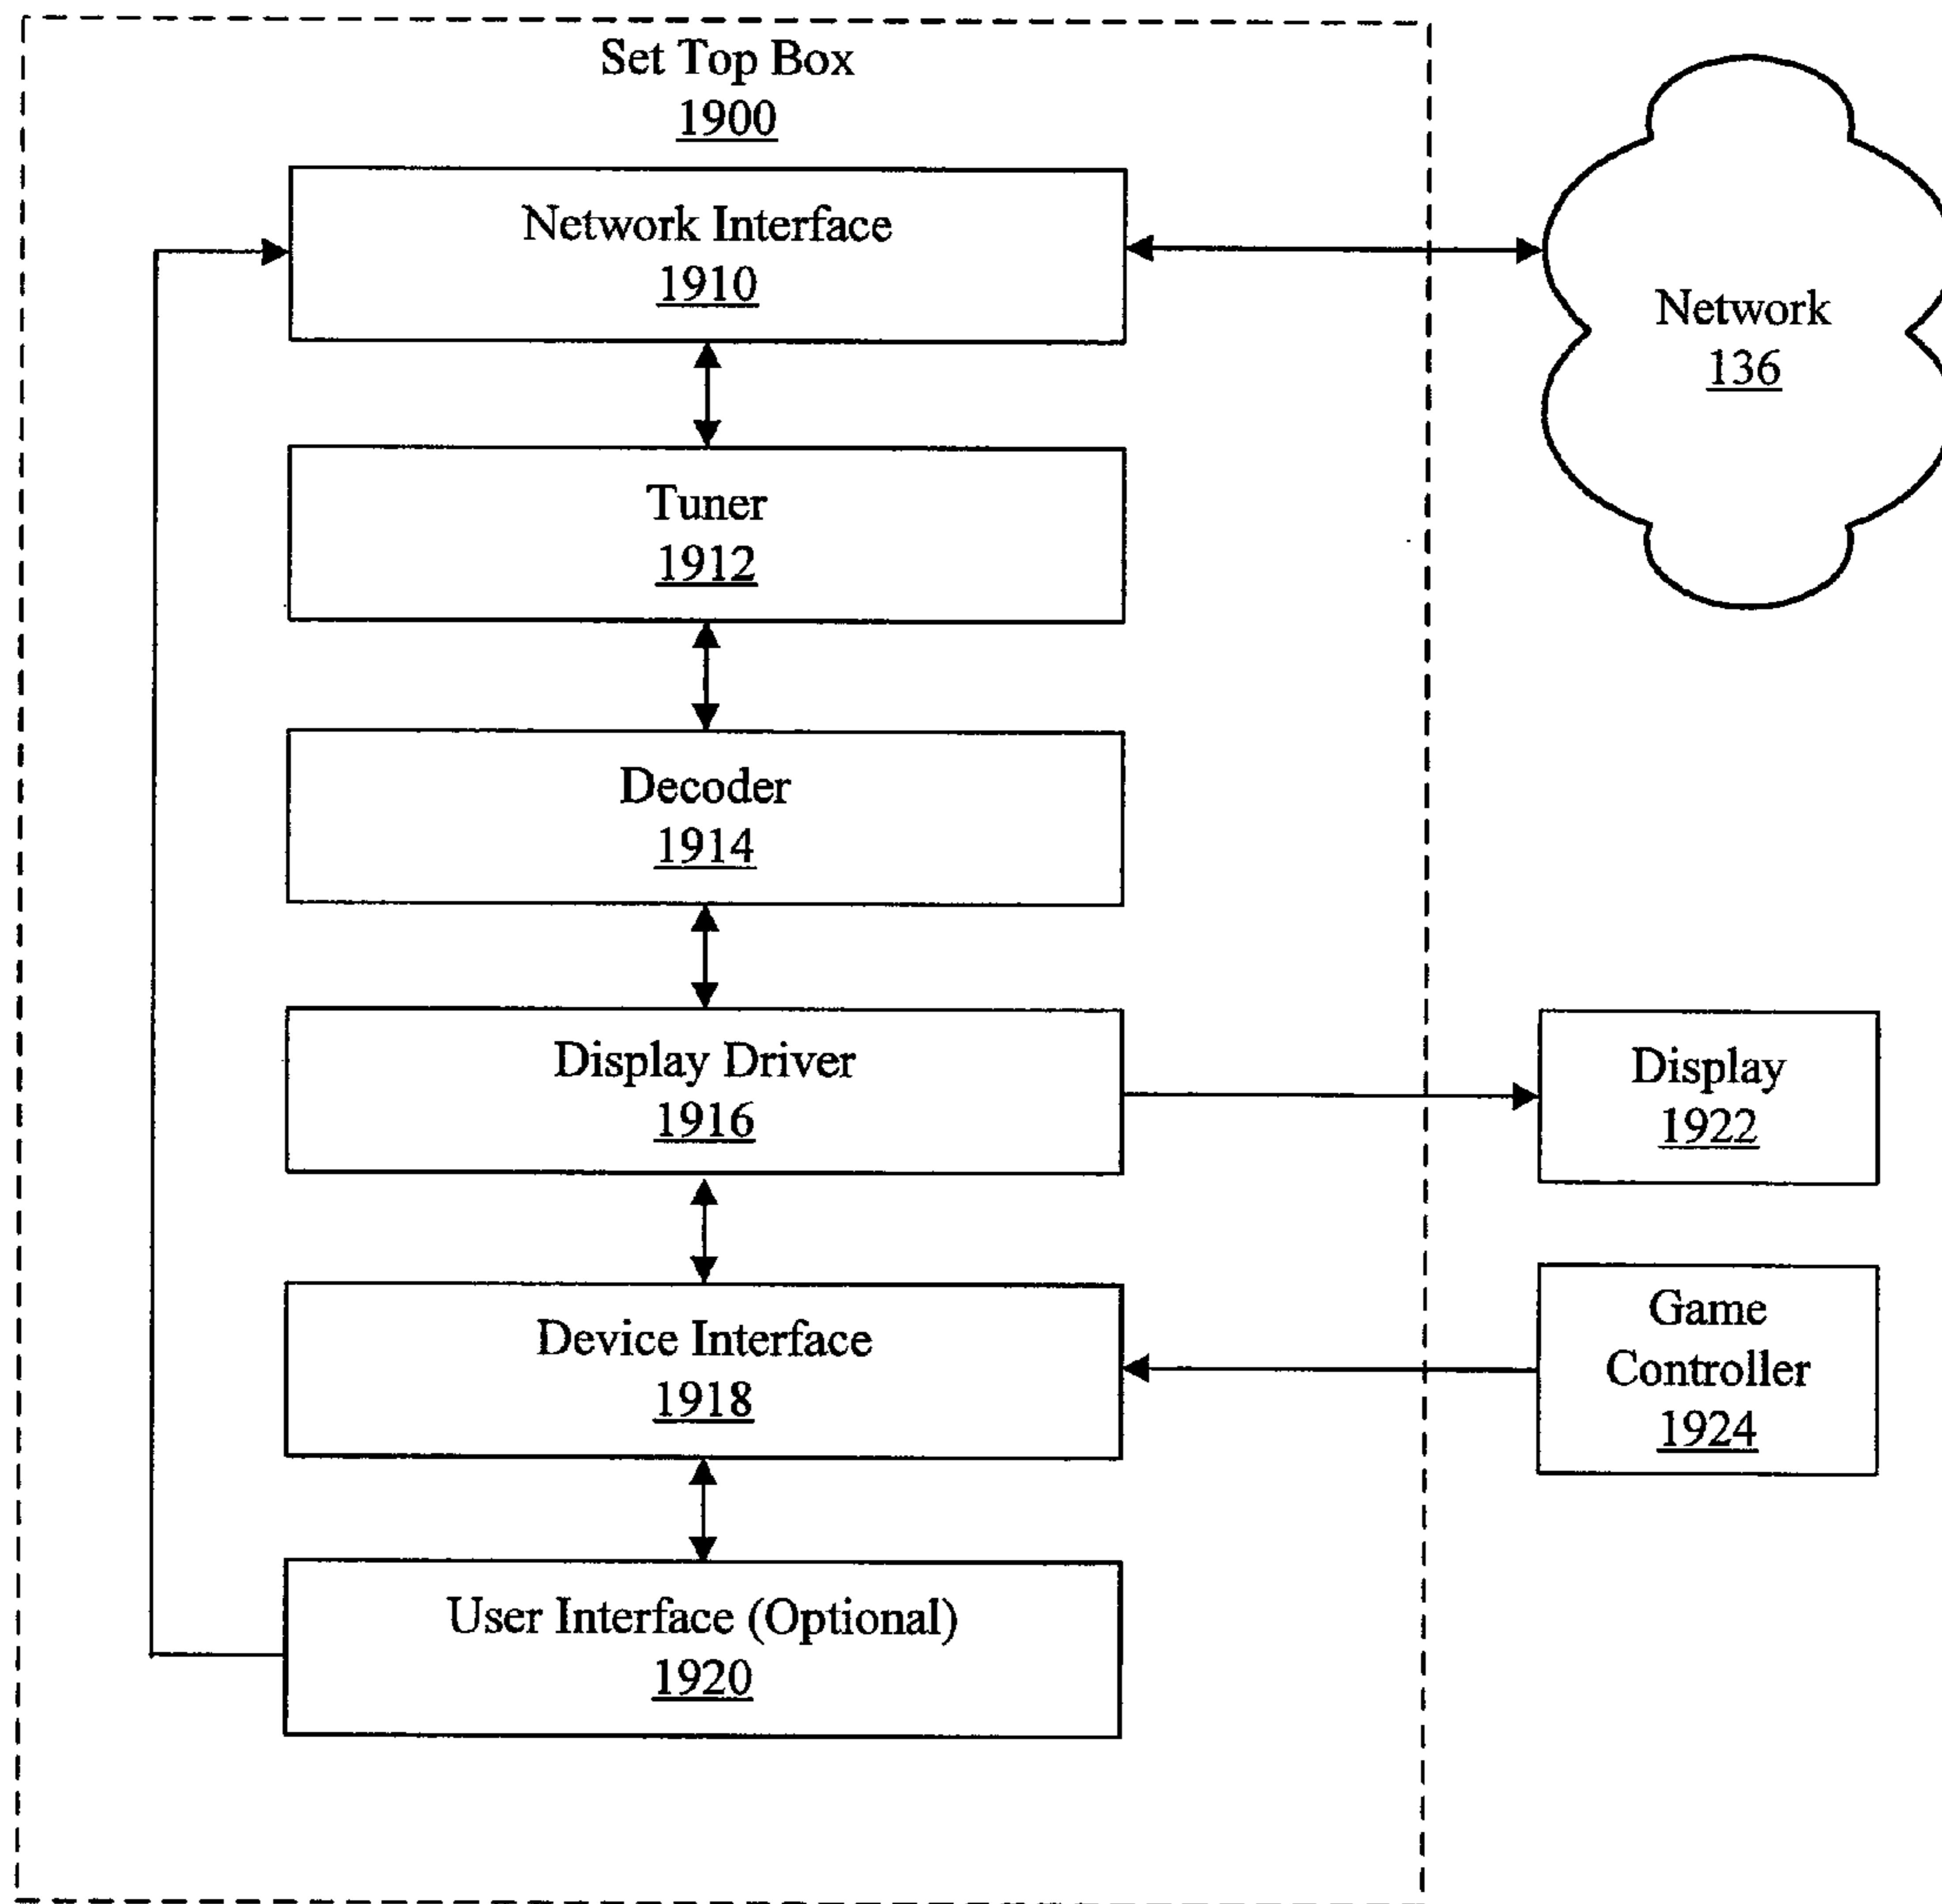 Set Top Box
1900
Network Interface
1910
Network
136
Tuner
1912
Decoder
1914
Display Driver
1916
Display
1922
Device Interface
1918
Game
Controller
1924
User Interface (Optional)
1920